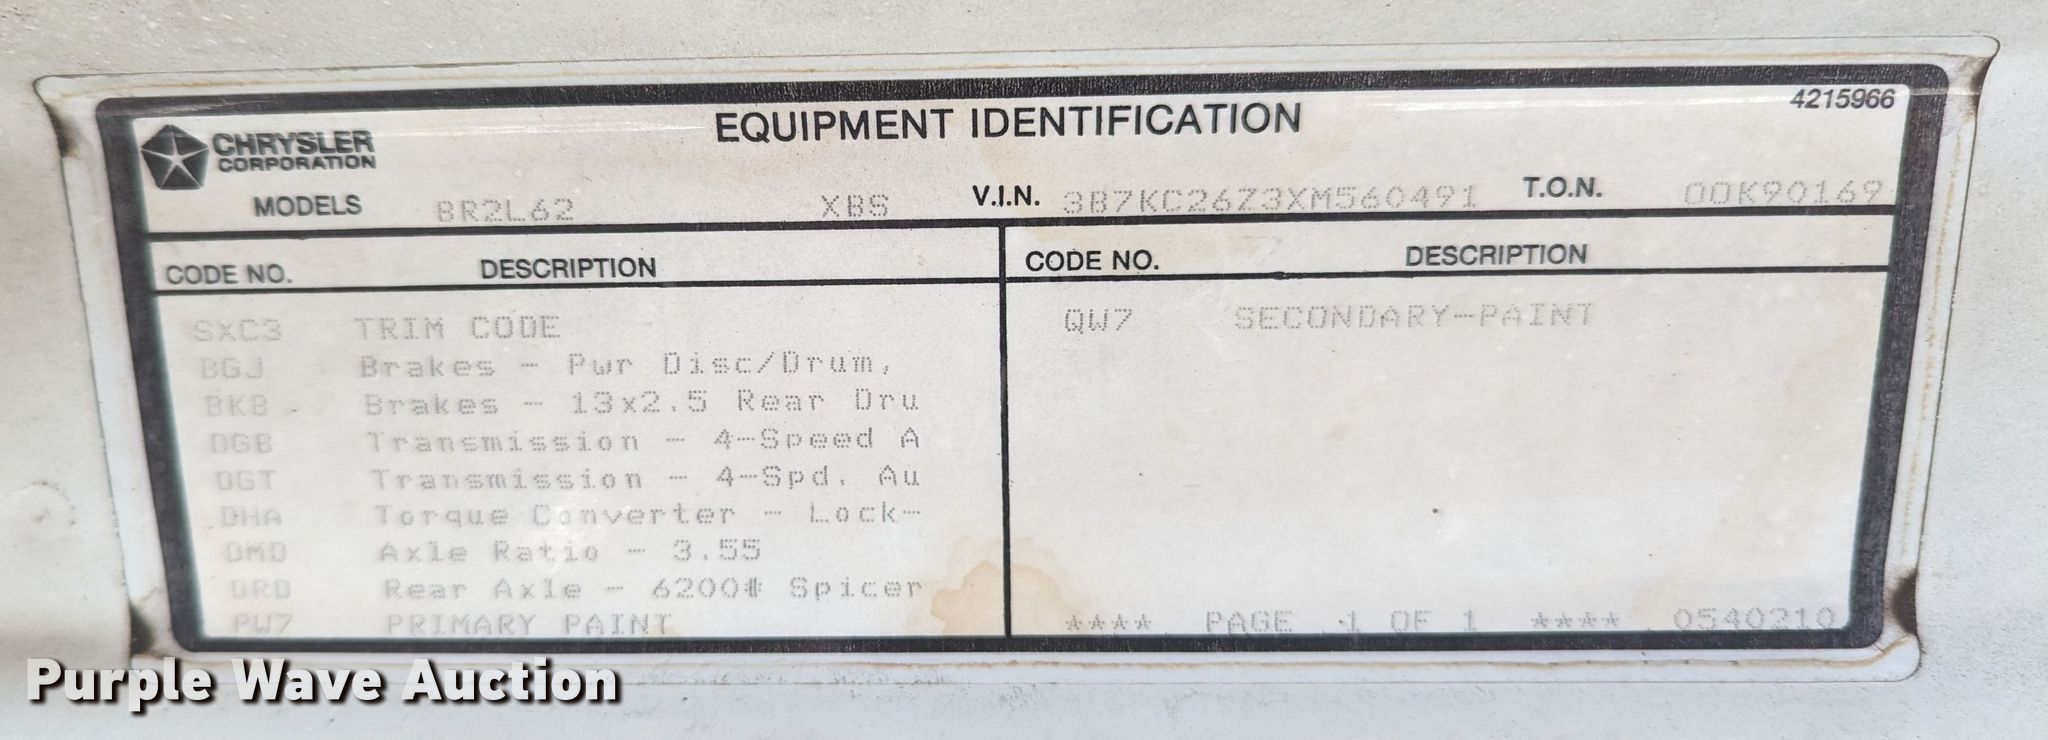 4215966
EQUIPMENT IDENTIFICATION
CHRYSLER
CORPORATION
MODELS BR2L62 XBS V.I.N. 3B7KC26Z3XM560491 T.O.N. 00K90169
CODE NO. DESCRIPTION
SXC3 TRIM CODE
BGJ Brakes - Pwr Disc/Drum,
BKB Brakes - 13x2.5 Rear Dru
DGB Transmission - 4-Speed A
DGT Transmission - 4-Spd. Au
DHA Torque Converter - Lock-
DMD Axle Ratio - 3.55
DRD Rear Axle - 6200# Spicer
PW7 PRIMARY PAINT
CODE NO. DESCRIPTION
QW7 SECONDARY-PAINT
**** PAGE 1 OF 1 **** 0540210
Purple Wave Auction